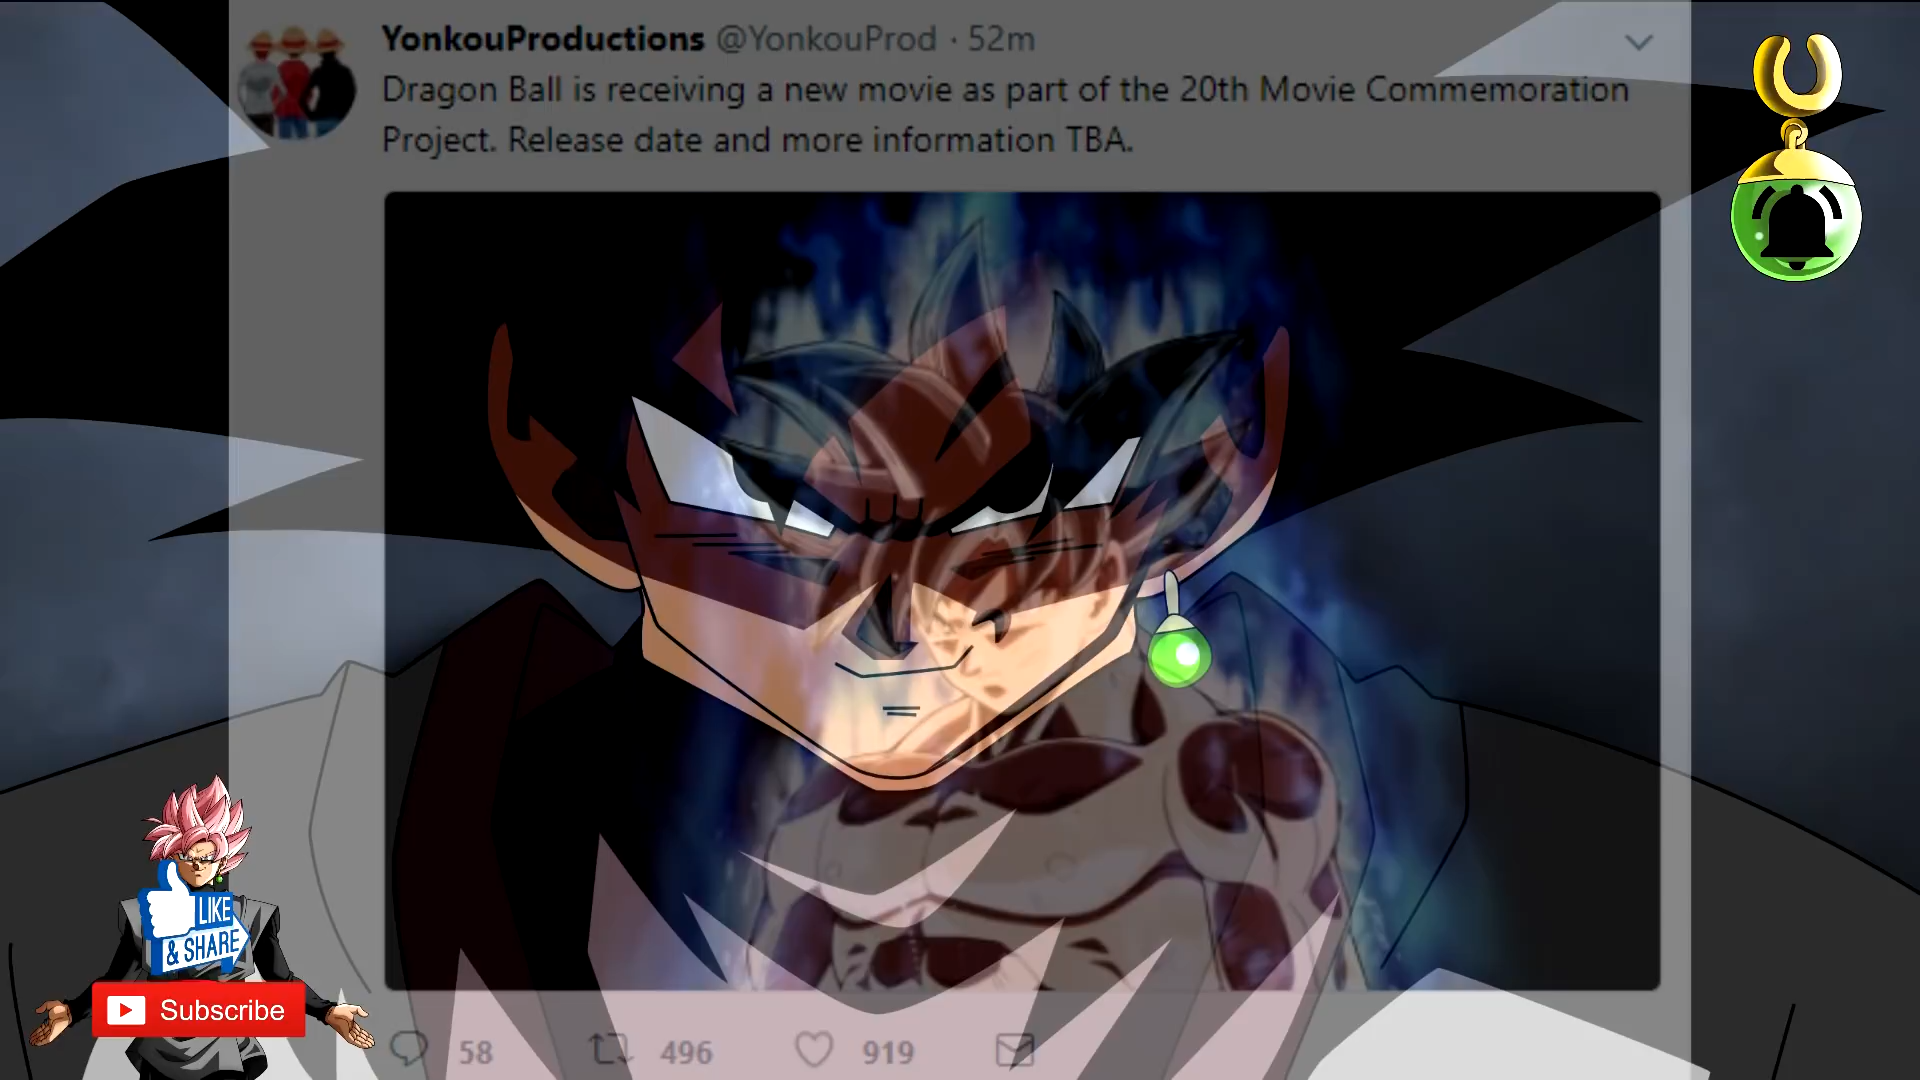 YonkouProductions @YonkouProd · 52m
Dragon Ball is receiving a new movie as part of the 20th Movie Commemoration
Project. Release date and more information TBA.
LIKE
& SHARE
Subscribe
58 496 919